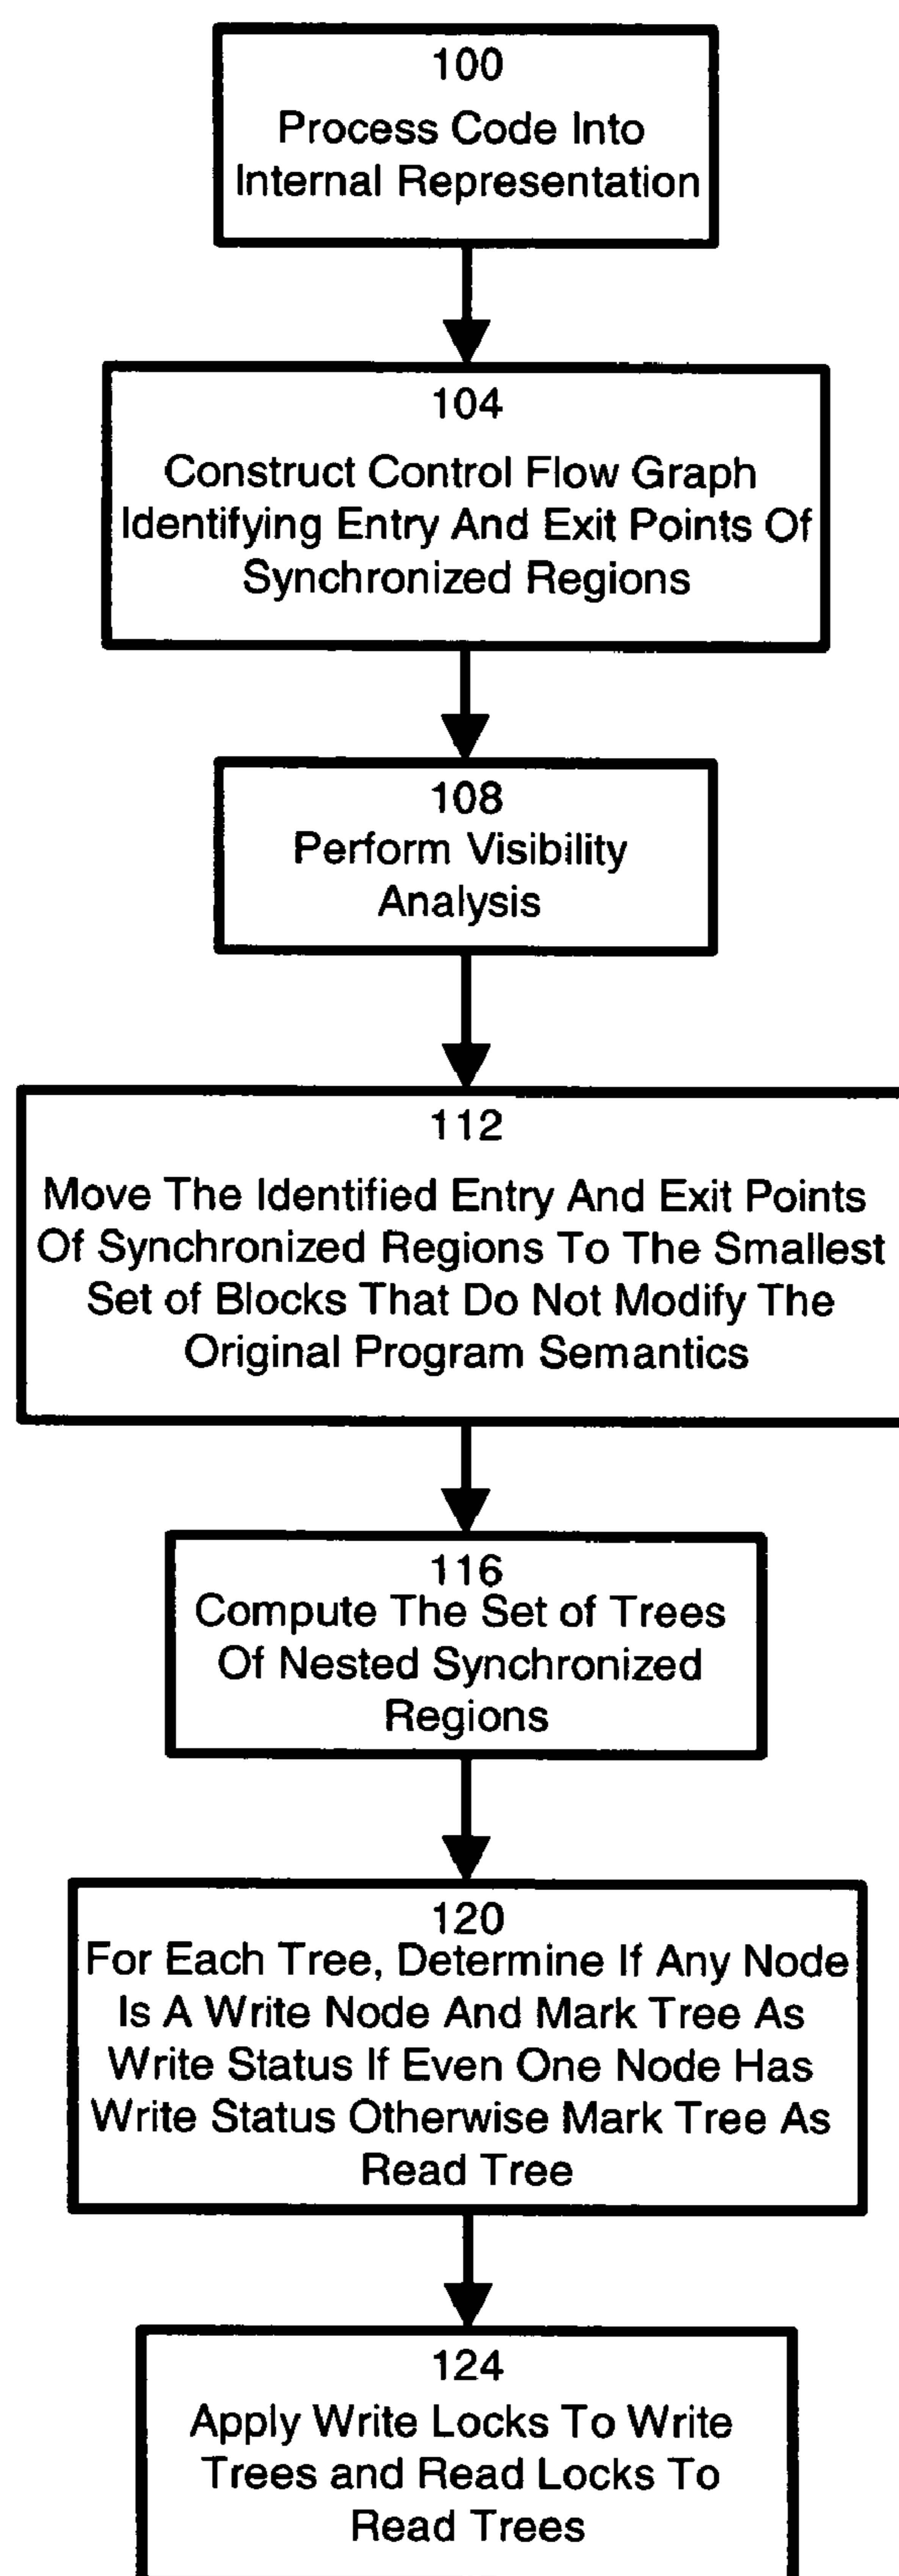 100
Process Code Into
Internal Representation
104
Construct Control Flow Graph
Identifying Entry And Exit Points Of
Synchronized Regions
108
Perform Visibility
Analysis
112
Move The Identified Entry And Exit Points
Of Synchronized Regions To The Smallest
Set of Blocks That Do Not Modify The
Original Program Semantics
116
Compute The Set of Trees
Of Nested Synchronized
Regions
120
For Each Tree, Determine If Any Node
Is A Write Node And Mark Tree As
Write Status If Even One Node Has
Write Status Otherwise Mark Tree As
Read Tree
124
Apply Write Locks To Write
Trees and Read Locks To
Read Trees